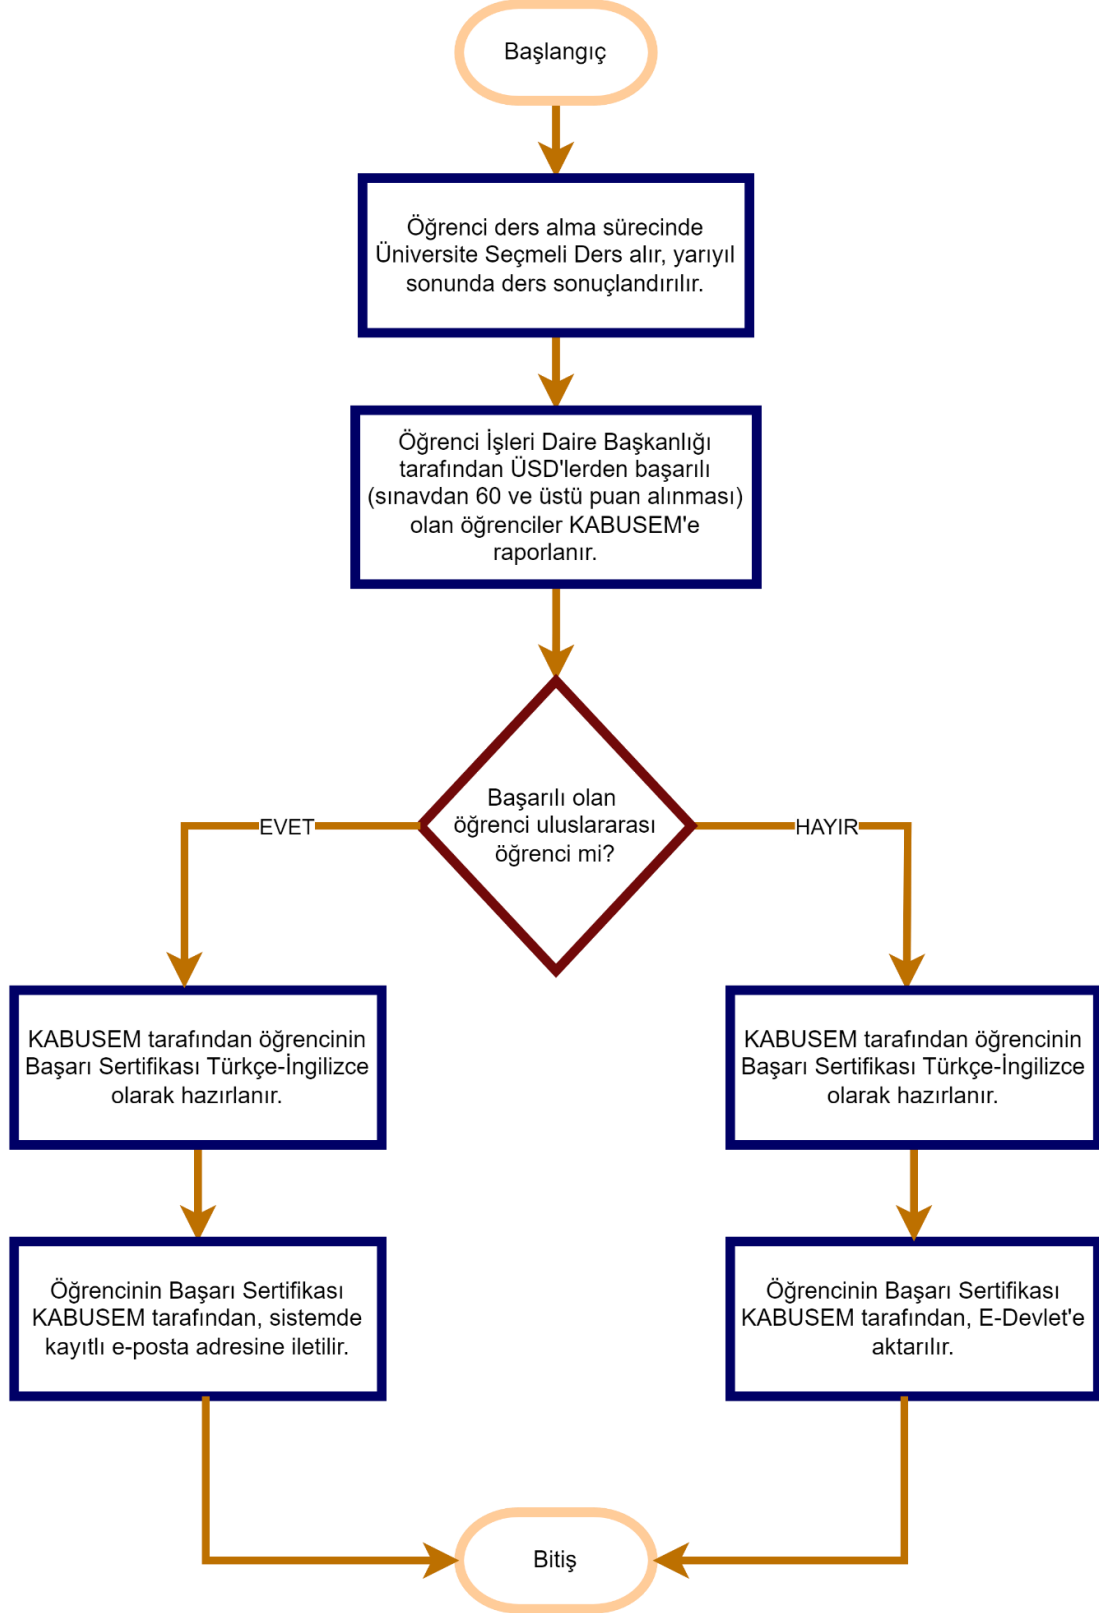 Başlangıç
Öğrenci ders alma sürecinde
Üniversite Seçmeli Ders alır, yarıyıl
sonunda ders sonuçlandırılır.
Öğrenci İşleri Daire Başkanlığı
tarafından ÜSD'lerden başarılı
(sınavdan 60 ve üstü puan alınması)
olan öğrenciler KABUSEM'e
raporlanır.
Başarılı olan
öğrenci uluslararası
öğrenci mi?
EVET
HAYIR
KABUSEM tarafından öğrencinin
Başarı Sertifikası Türkçe-İngilizce
olarak hazırlanır.
KABUSEM tarafından öğrencinin
Başarı Sertifikası Türkçe-İngilizce
olarak hazırlanır.
Öğrencinin Başarı Sertifikası
KABUSEM tarafından, sistemde
kayıtlı e-posta adresine iletilir.
Öğrencinin Başarı Sertifikası
KABUSEM tarafından, E-Devlet'e
aktarılır.
Bitiş